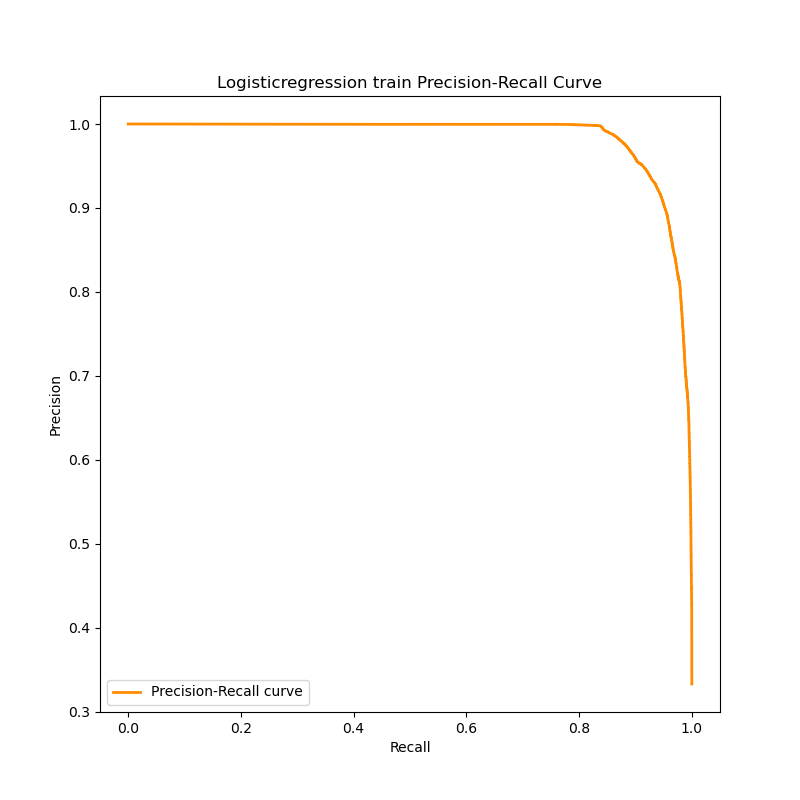 Logisticregression train Precision-Recall Curve
1.0
0.9
0.8
0.7
0.6
0.5
0.4
0.3
Precision
Precision-Recall curve
0.0 0.2 0.4 0.6 0.8 1.0
Recall